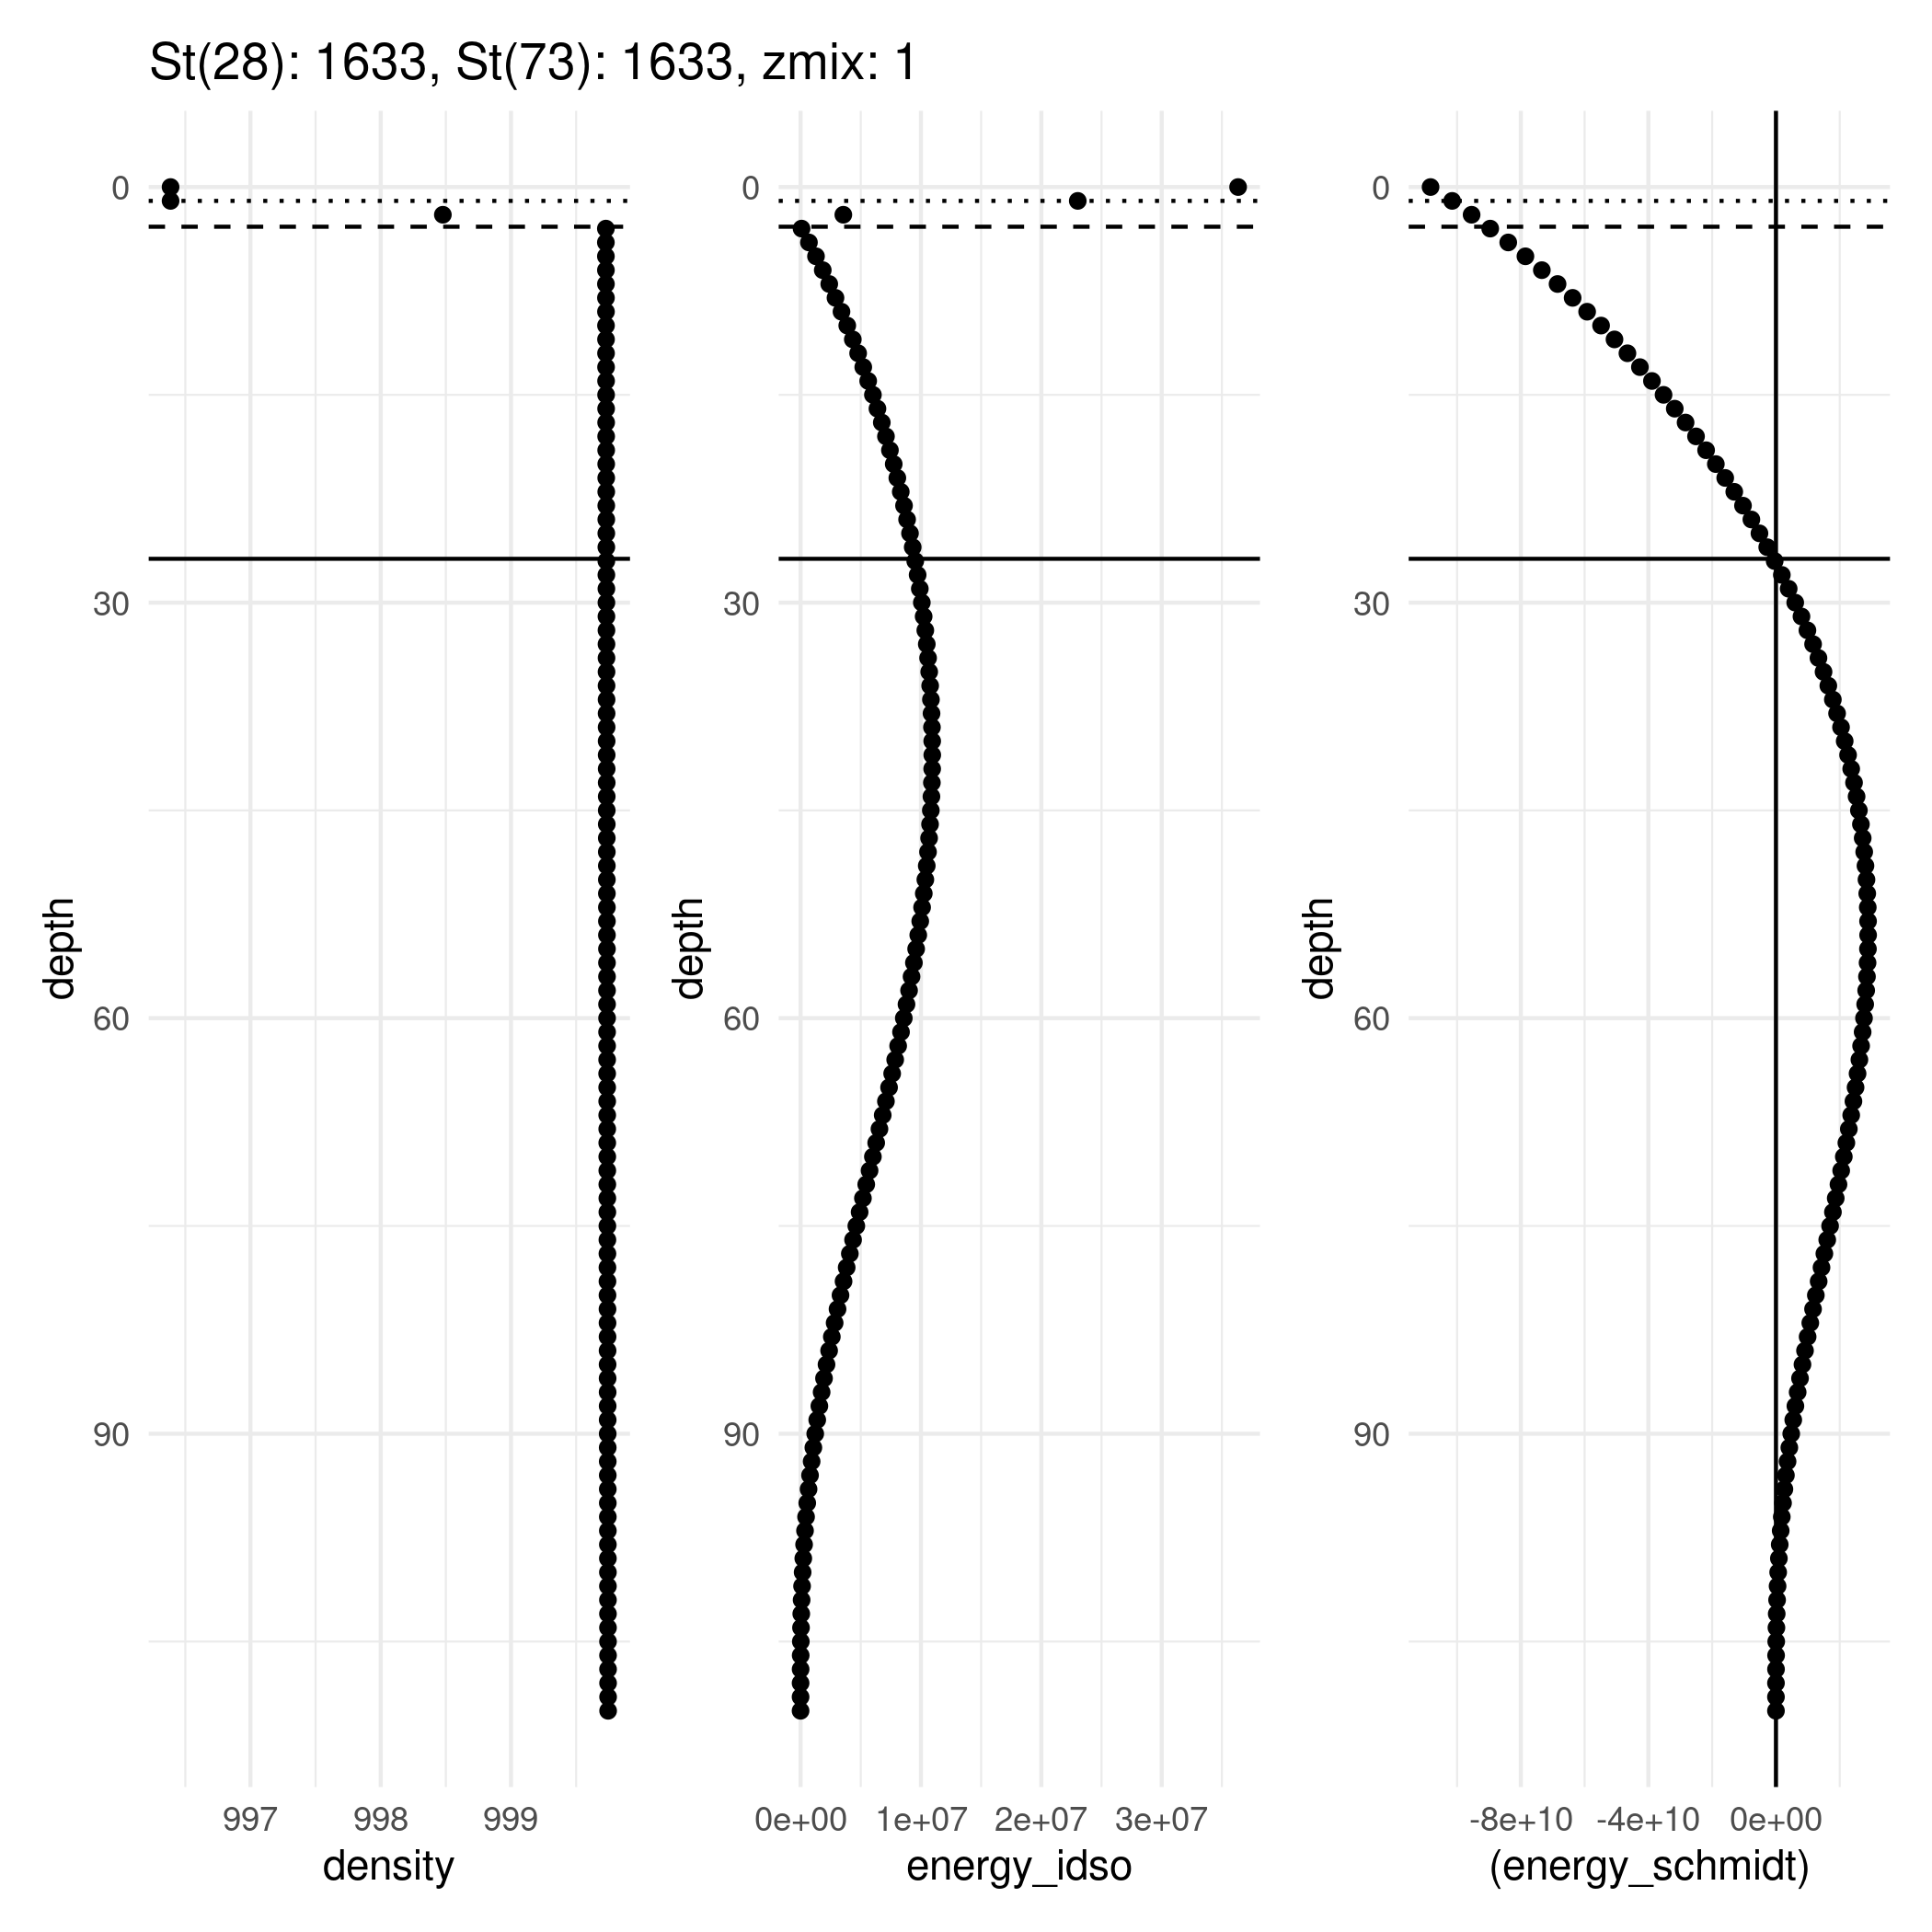 St(28): 1633, St(73): 1633, zmix: 1
0
30
60
90
depth
997 998 999
density
0
30
60
90
depth
0e+00 1e+07 2e+07 3e+07
energy_idso
0
30
60
90
depth
-8e+10 -4e+10 0e+00
(energy_schmidt)